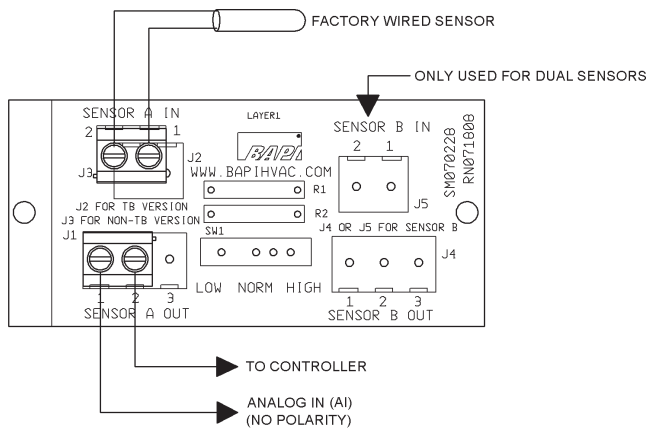 FACTORY WIRED SENSOR
ONLY USED FOR DUAL SENSORS
SENSOR A IN
2 1
LAYER1
SENSOR B IN
2 1
SM070228
RN071808
BAPI
WWW.BAPIHVAC.COM
J2
J3
J5
R1
R2
J2 FOR TB VERSION
J3 FOR NON-TB VERSION
J1
SW1
J4 OR J5 FOR SENSOR B
J4
LOW NORM HIGH
1 2 3
SENSOR A OUT
1 2 3
SENSOR B OUT
TO CONTROLLER
ANALOG IN (AI)
(NO POLARITY)